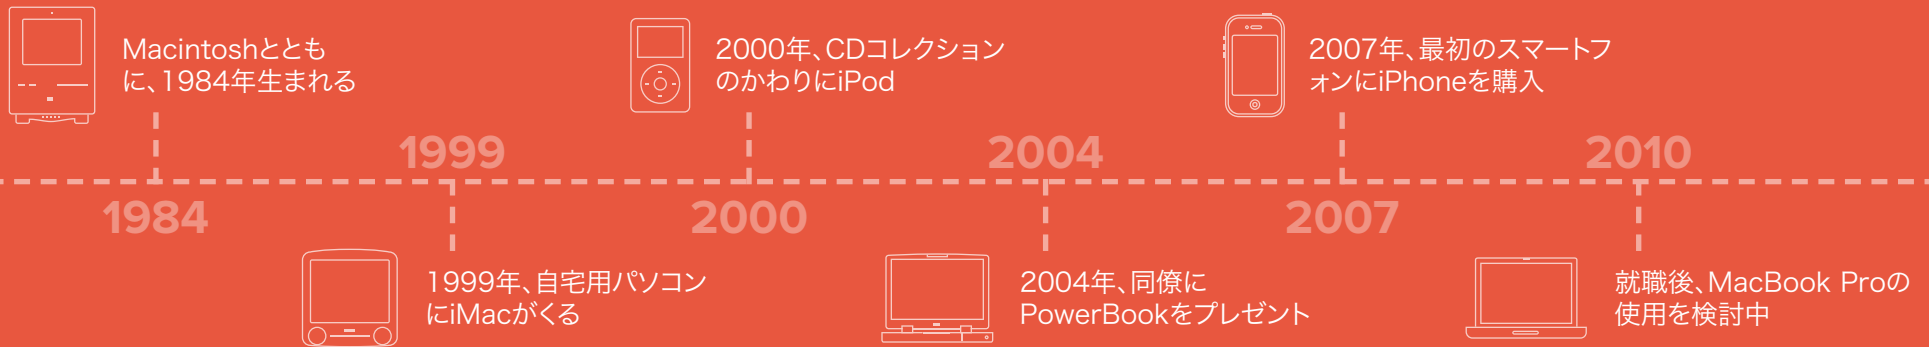 Macintoshととも
に、1984年生まれる
2000年、CDコレクション
のかわりにiPod
2007年、最初のスマートフ
ォンにiPhoneを購入
1999
2004
2010
1984
2000
2007
1999年、自宅用パソコン
にiMacがくる
2004年、同僚に
PowerBookをプレゼント
就職後、MacBook Proの
使用を検討中